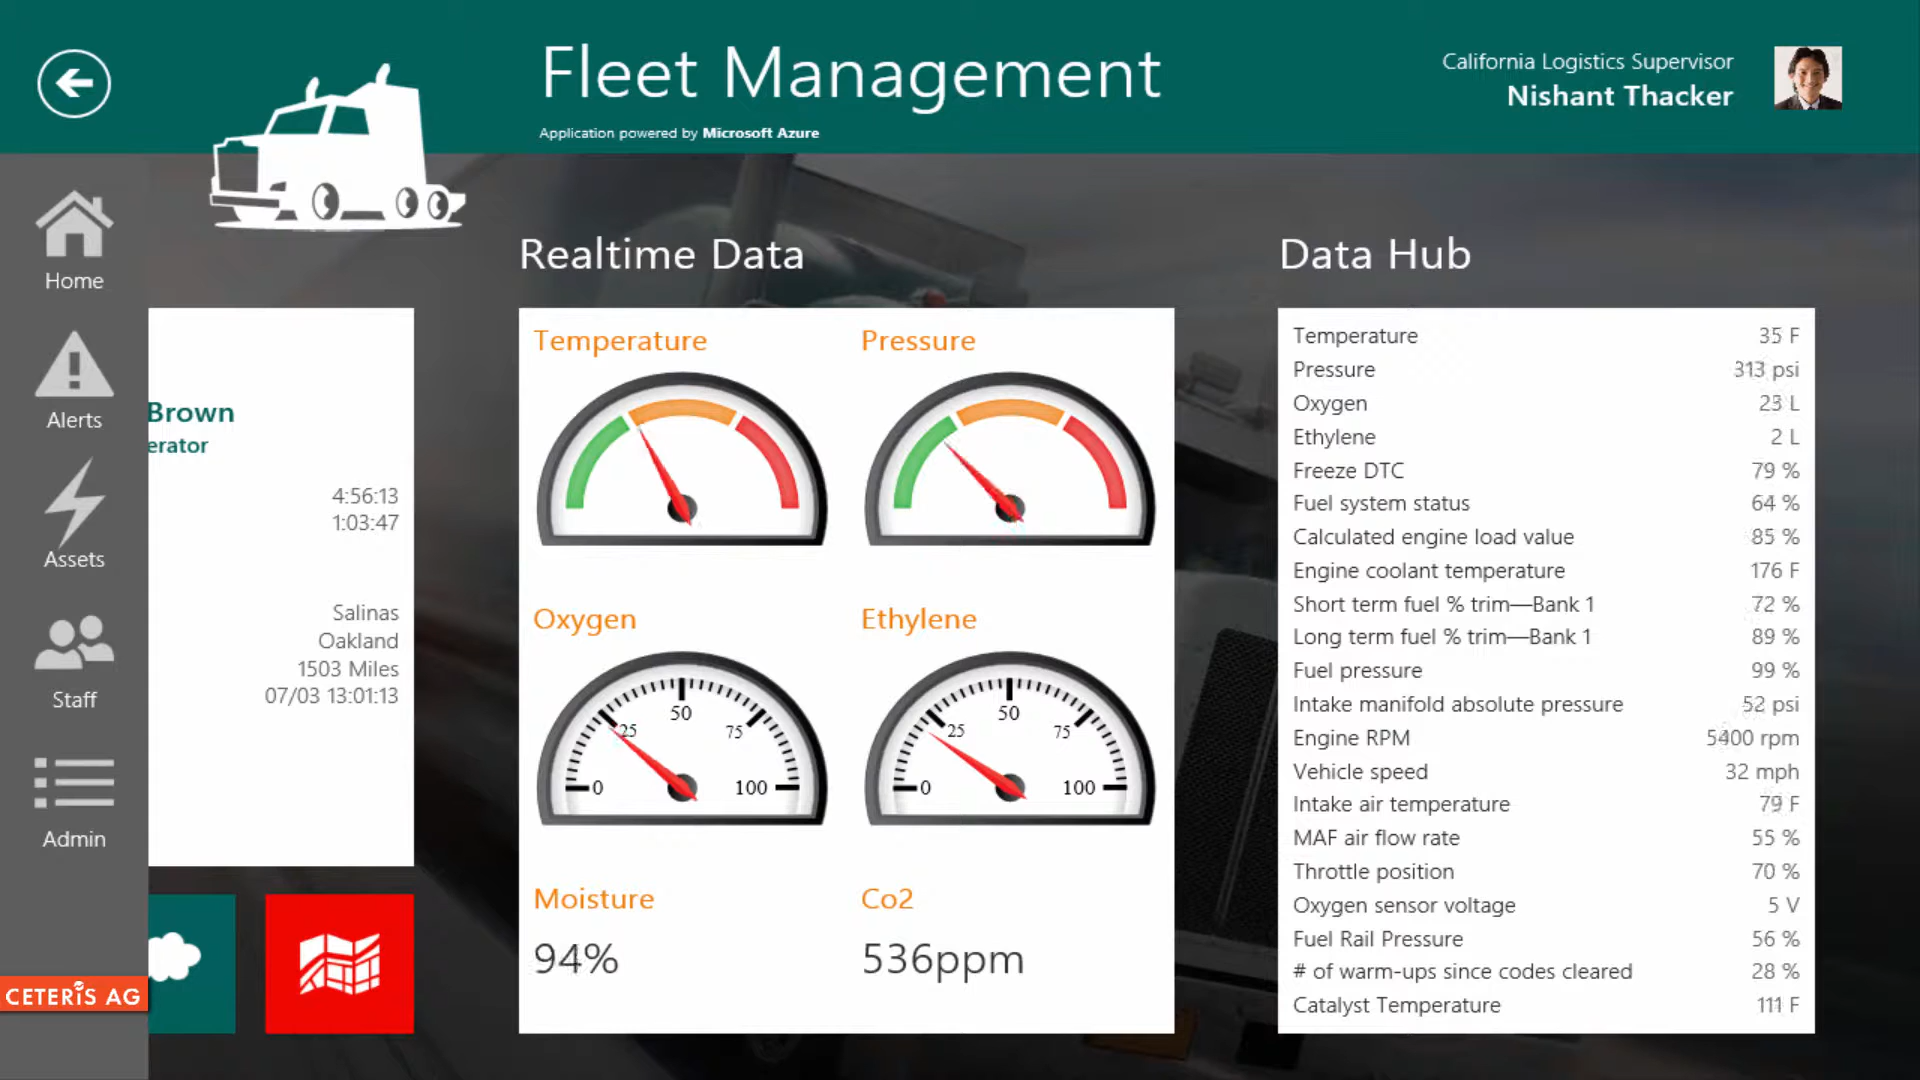 Fleet Management
Application powered by Microsoft Azure
California Logistics Supervisor
Nishant Thacker
Home
Alerts
Assets
Staff
Admin
CETERIS AG
Brown
erator
4:56:13
1:03:47
Salinas
Oakland
1503 Miles
07/03 13:01:13
Realtime Data
Temperature
Pressure
Oxygen
0
25
50
75
100
Ethylene
0
25
50
75
100
Moisture
94%
Co2
536ppm
Data Hub
Temperature 35 F
Pressure 313 psi
Oxygen 23 L
Ethylene 2 L
Freeze DTC 79 %
Fuel system status 64 %
Calculated engine load value 85 %
Engine coolant temperature 176 F
Short term fuel % trim—Bank 1 72 %
Long term fuel % trim—Bank 1 89 %
Fuel pressure 99 %
Intake manifold absolute pressure 52 psi
Engine RPM 5400 rpm
Vehicle speed 32 mph
Intake air temperature 79 F
MAF air flow rate 55 %
Throttle position 70 %
Oxygen sensor voltage 5 V
Fuel Rail Pressure 56 %
# of warm-ups since codes cleared 28 %
Catalyst Temperature 111 F